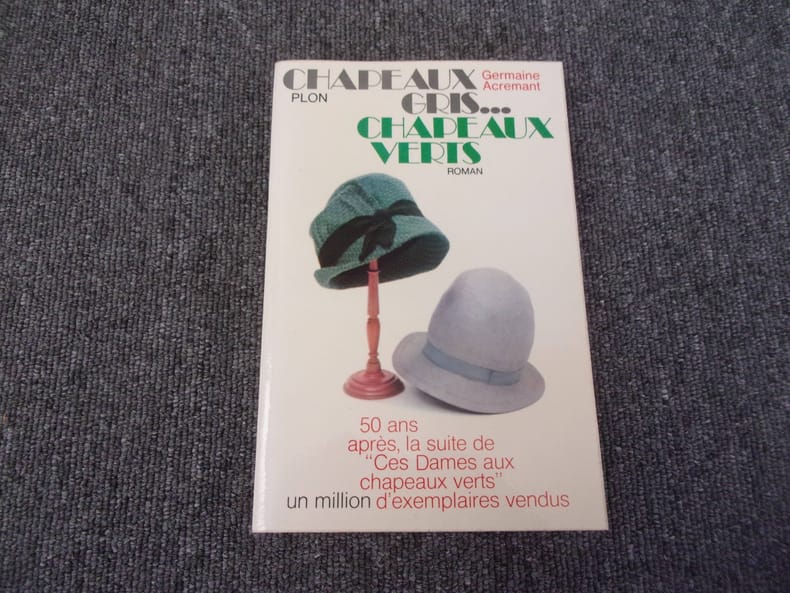 CHAPEAUX
Germaine
Acremant
PLON
GRIS...
CHAPEAUX
VERTS
ROMAN
50 ans
après, la suite de
"Ces Dames aux
chapeaux verts"
un million d'exemplaires vendus